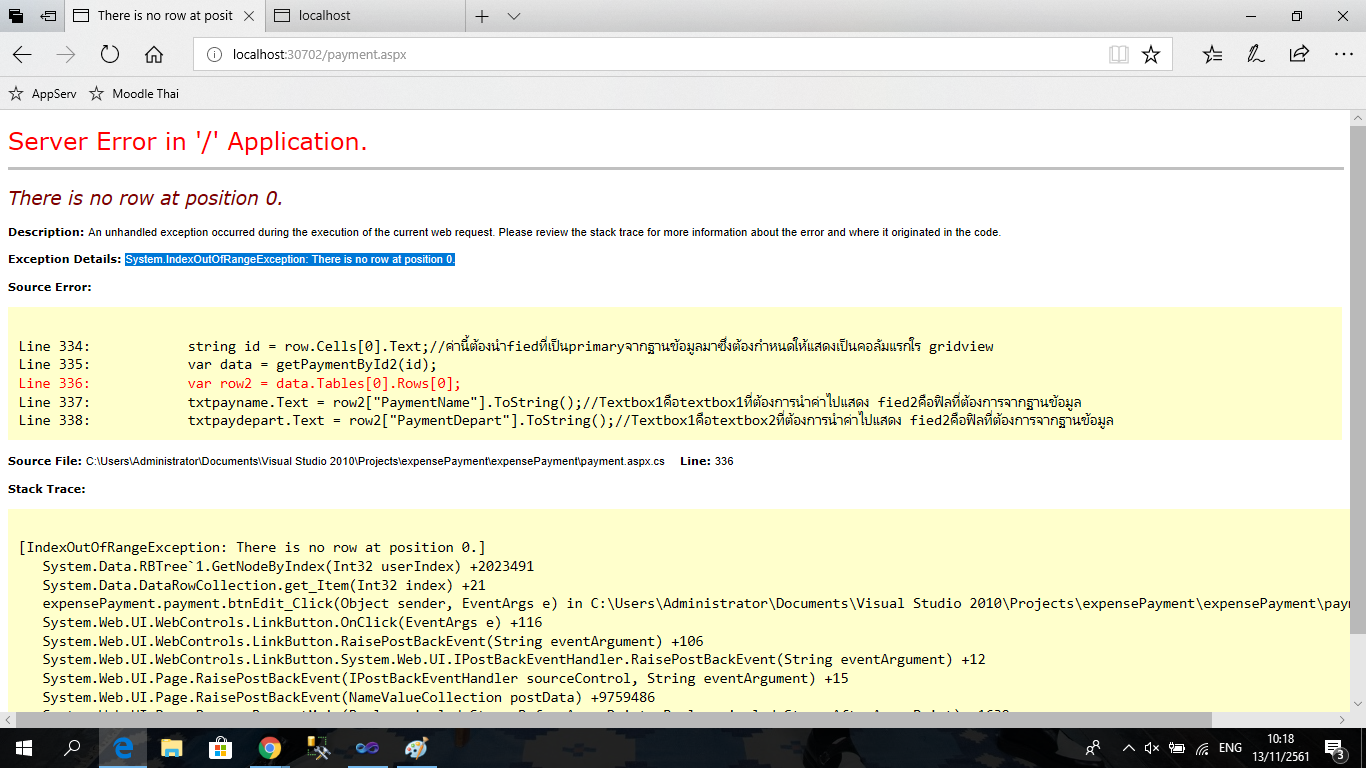 There is no row at posit
localhost
localhost:30702/payment.aspx
AppServ
Moodle Thai
Server Error in '/' Application.
There is no row at position 0.
Description: An unhandled exception occurred during the execution of the current web request. Please review the stack trace for more information about the error and where it originated in the code.
Exception Details: System.IndexOutOfRangeException: There is no row at position 0.
Source Error:
Line 334: string id = row.Cells[0].Text;//ค่านี้ต้องนำfiedที่เป็นprimaryจากฐานข้อมูลมาซึ่งต้องกำหนดให้แสดงเป็นคอลัมแรกใร gridview
Line 335: var data = getPaymentById2(id);
Line 336: var row2 = data.Tables[0].Rows[0];
Line 337: txtpayname.Text = row2["PaymentName"].ToString();//Textbox1คือtextbox1ที่ต้องการนำค่าไปแสดง fied2คือฟิลที่ต้องการจากฐานข้อมูล
Line 338: txtpaydepart.Text = row2["PaymentDepart"].ToString();//Textbox1คือtextbox2ที่ต้องการนำค่าไปแสดง fied2คือฟิลที่ต้องการจากฐานข้อมูล
Source File: C:\Users\Administrator\Documents\Visual Studio 2010\Projects\expensePayment\expensePayment\payment.aspx.cs Line: 336
Stack Trace:
[IndexOutOfRangeException: There is no row at position 0.]
System.Data.RBTree`1.GetNodeByIndex(Int32 userIndex) +2023491
System.Data.DataRowCollection.get_Item(Int32 index) +21
expensePayment.payment.btnEdit_Click(Object sender, EventArgs e) in C:\Users\Administrator\Documents\Visual Studio 2010\Projects\expensePayment\expensePayment\payı
System.Web.UI.WebControls.LinkButton.OnClick(EventArgs e) +116
System.Web.UI.WebControls.LinkButton.RaisePostBackEvent(String eventArgument) +106
System.Web.UI.WebControls.LinkButton.System.Web.UI.IPostBackEventHandler.RaisePostBackEvent(String eventArgument) +12
System.Web.UI.Page.RaisePostBackEvent(IPostBackEventHandler sourceControl, String eventArgument) +15
System.Web.UI.Page.RaisePostBackEvent(NameValueCollection postData) +9759486
ENG
10:18
13/11/2561
3